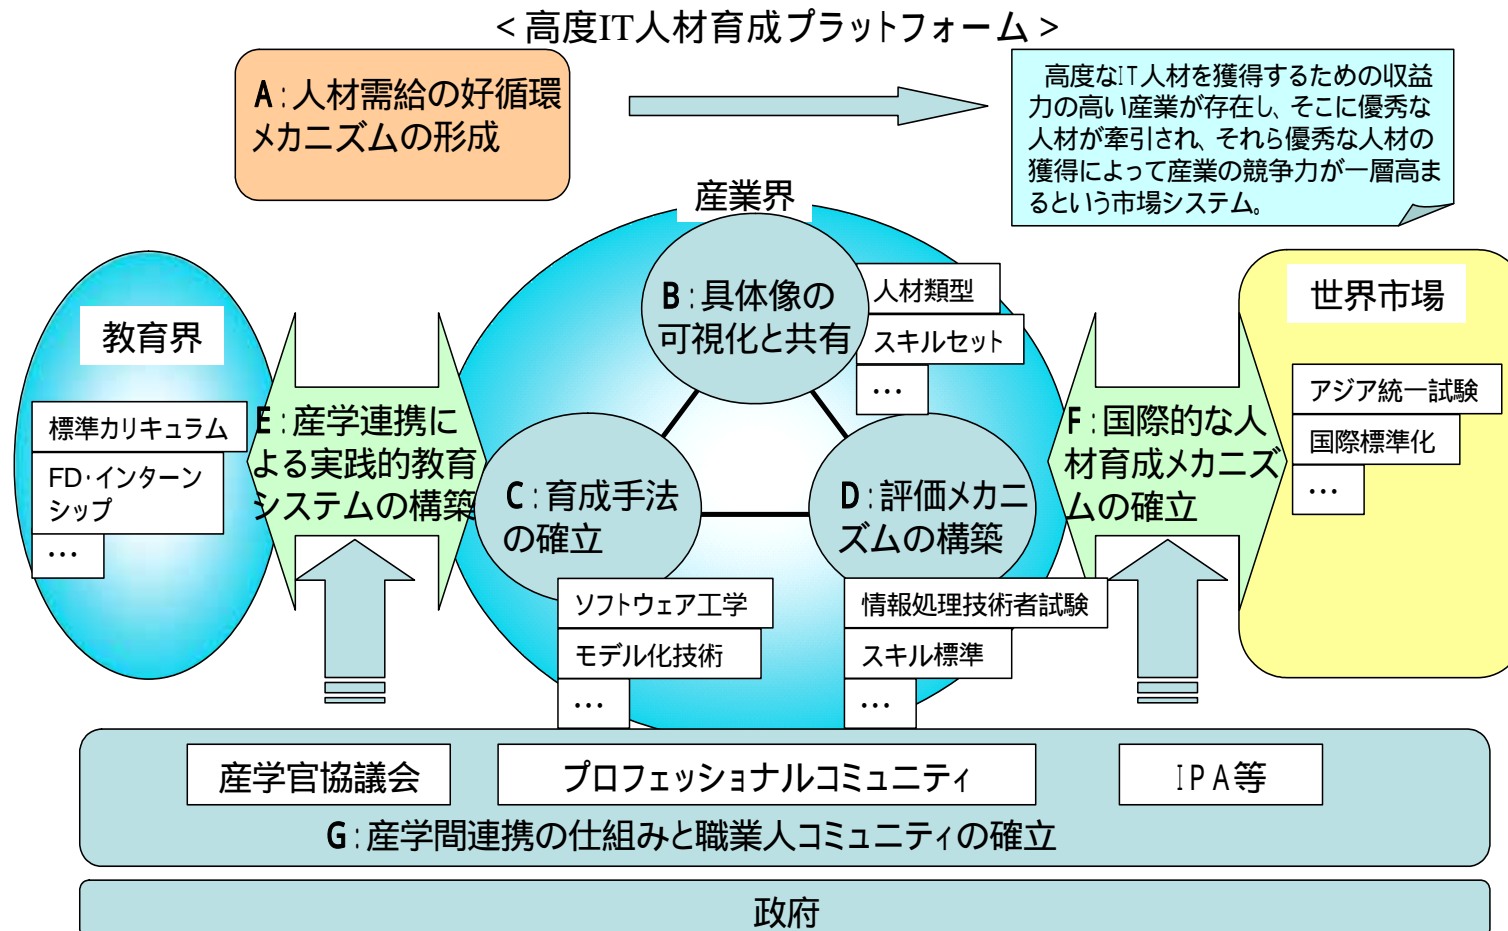 ＜高度IT人材育成プラットフォーム＞
A：人材需給の好循環
メカニズムの形成
高度なIT人材を獲得するための収益
力の高い産業が存在し、そこに優秀な
人材が牽引され、それら優秀な人材の
獲得によって産業の競争力が一層高ま
るという市場システム。
産業界
B：具体像の
可視化と共有
人材類型
スキルセット
…
教育界
標準カリキュラム
FD・インターン
シップ
…
E：産学連携に
よる実践的教育
システムの構築
C：育成手法
の確立
ソフトウェア工学
モデル化技術
…
D：評価メカニ
ズムの構築
情報処理技術者試験
スキル標準
…
F：国際的な人
材育成メカニズ
ムの確立
世界市場
アジア統一試験
国際標準化
…
産学官協議会
プロフェッショナルコミュニティ
IPA等
G：産学間連携の仕組みと職業人コミュニティの確立
政府